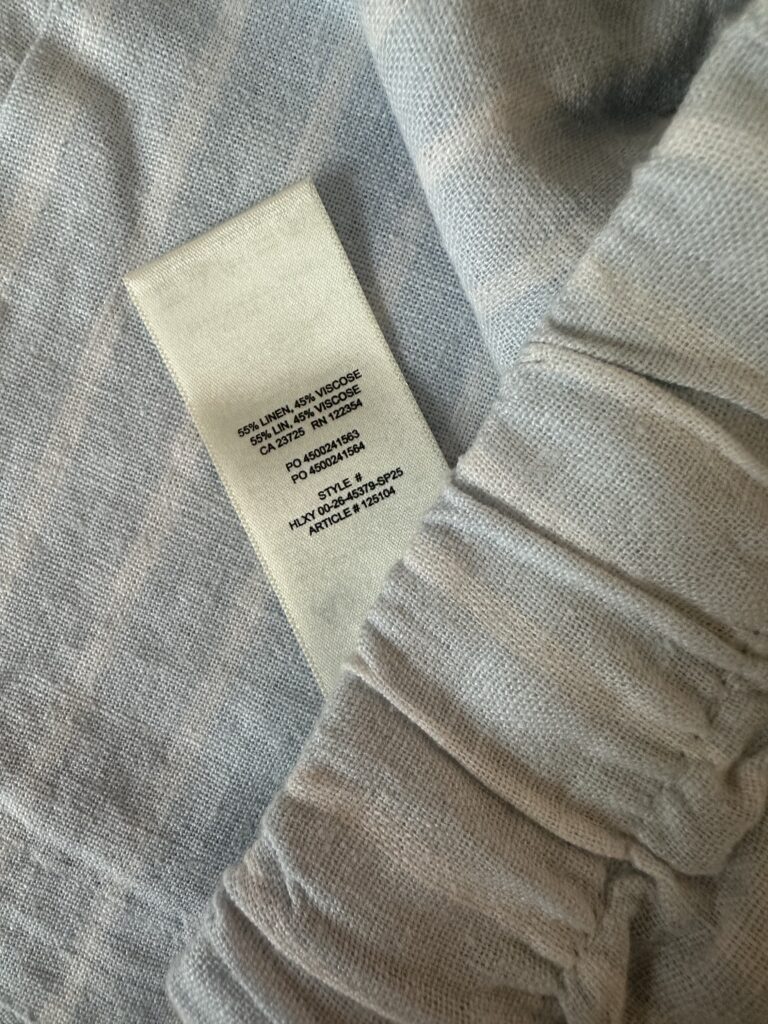 55% LINEN, 45% VISCOSE
55% LIN, 45% VISCOSE
CA 23725 RN 122354
PO 4500241563
PO 4500241564
STYLE #
HLXY 00-26-45379-SP25
ARTICLE # 125104